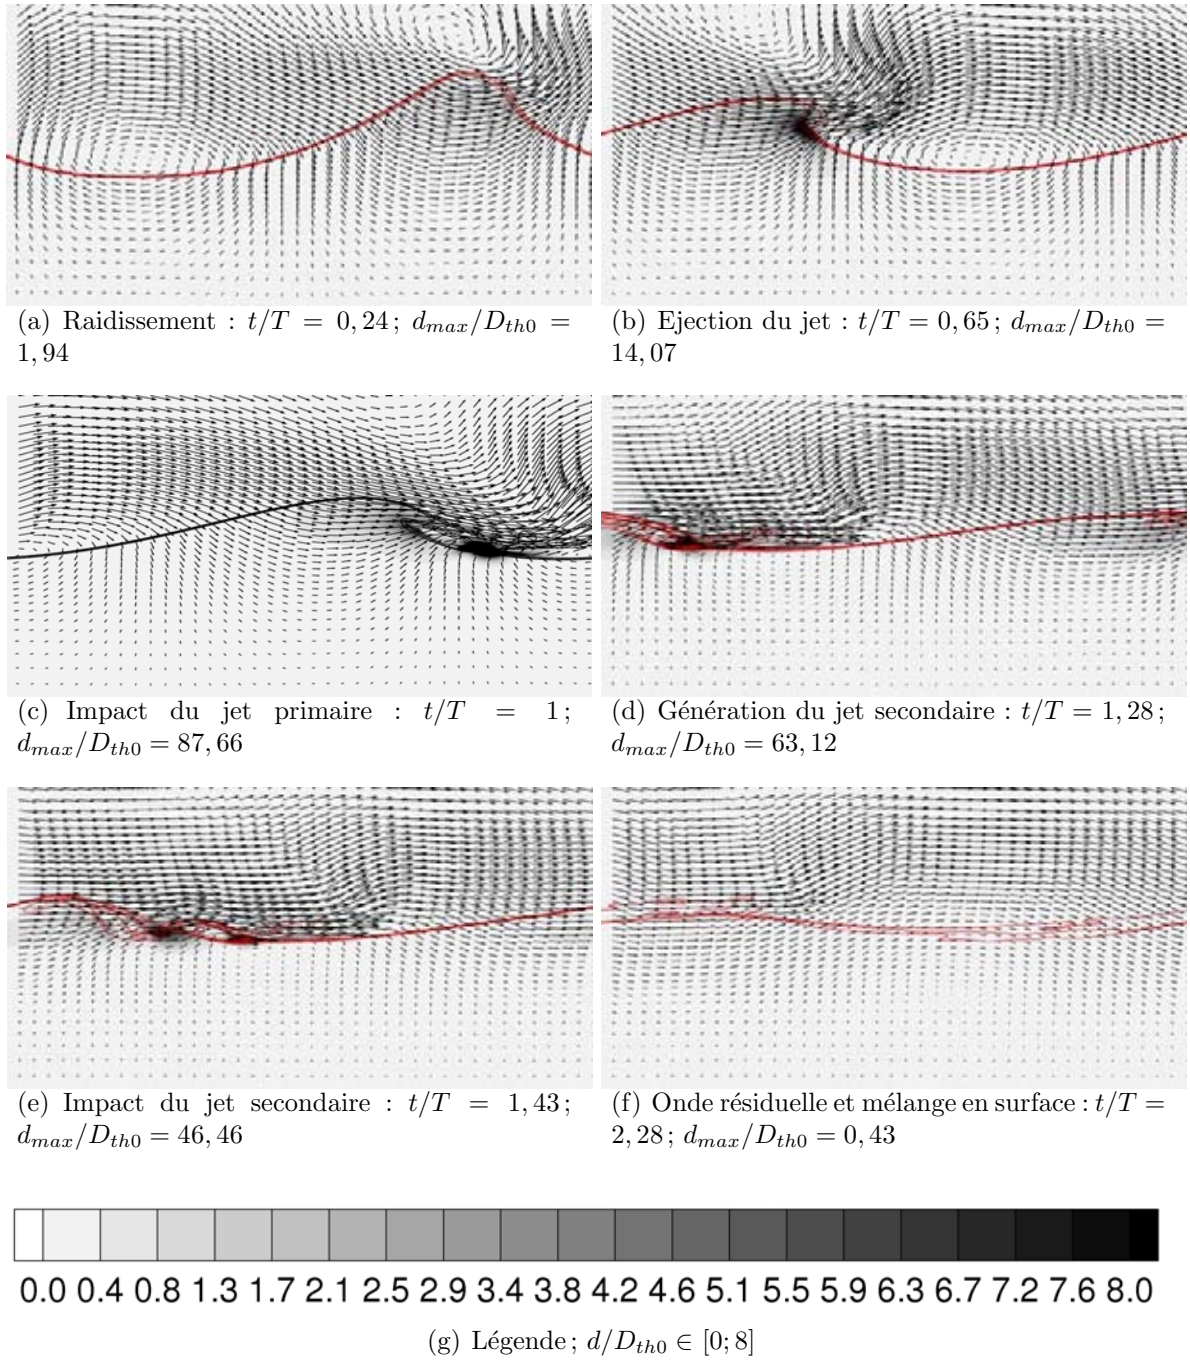 (a) Raidissement : t/T = 0,24; d_max/D_th0 =
1,94
(b) Ejection du jet : t/T = 0,65; d_max/D_th0 =
14,07
(c) Impact du jet primaire : t/T = 1;
d_max/D_th0 = 87,66
(d) Génération du jet secondaire : t/T = 1,28;
d_max/D_th0 = 63,12
(e) Impact du jet secondaire : t/T = 1,43;
d_max/D_th0 = 46,46
(f) Onde résiduelle et mélange en surface : t/T =
2,28; d_max/D_th0 = 0,43
0.0 0.4 0.8 1.3 1.7 2.1 2.5 2.9 3.4 3.8 4.2 4.6 5.1 5.5 5.9 6.3 6.7 7.2 7.6 8.0
(g) Légende; d/D_th0 ∈ [0; 8]